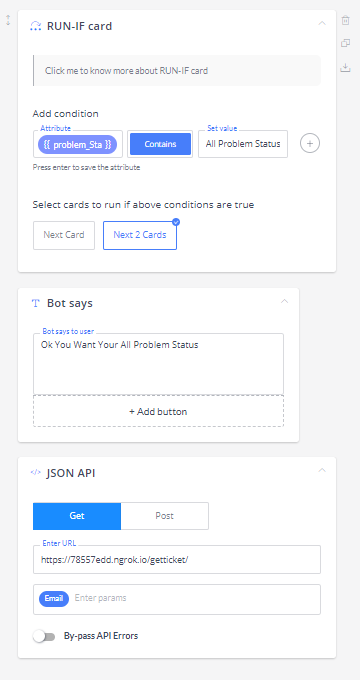 RUN-IF card
Click me to know more about RUN-IF card
Add condition
Attribute
Set value
{{ problem_Sta }}
Contains
All Problem Status
+
Press enter to save the attribute
Select cards to run if above conditions are true
Next Card
Next 2 Cards
Bot says
Bot says to user
Ok You Want Your All Problem Status
+ Add button
</> JSON API
Get
Post
Enter URL
https://78557edd.ngrok.io/getticket/
Email
Enter params
By-pass API Errors